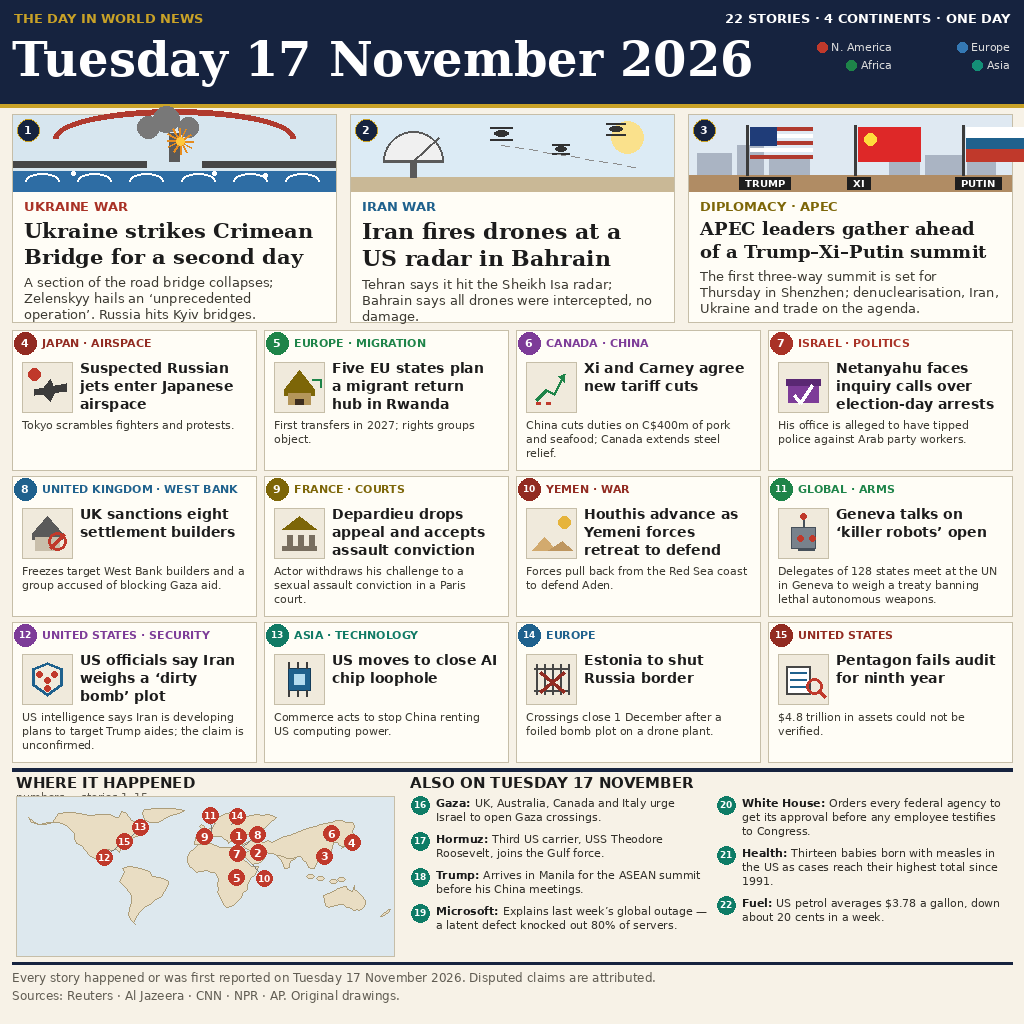 THE DAY IN WORLD NEWS
22 STORIES · 4 CONTINENTS · ONE DAY
Tuesday 17 November 2026
N. America
Europe
Africa
Asia
1
UKRAINE WAR
Ukraine strikes Crimean
Bridge for a second day
A section of the road bridge collapses;
Zelenskyy hails an ‘unprecedented
operation’. Russia hits Kyiv bridges.
2
IRAN WAR
Iran fires drones at a
US radar in Bahrain
Tehran says it hit the Sheikh Isa radar;
Bahrain says all drones were intercepted, no
damage.
3
TRUMP
XI
PUTIN
DIPLOMACY · APEC
APEC leaders gather ahead
of a Trump–Xi–Putin summit
The first three-way summit is set for
Thursday in Shenzhen; denuclearisation, Iran,
Ukraine and trade on the agenda.
4
JAPAN · AIRSPACE
Suspected Russian
jets enter Japanese
airspace
Tokyo scrambles fighters and protests.
5
EUROPE · MIGRATION
Five EU states plan
a migrant return
hub in Rwanda
First transfers in 2027; rights groups
object.
6
CANADA · CHINA
Xi and Carney agree
new tariff cuts
China cuts duties on C$400m of pork
and seafood; Canada extends steel
relief.
7
ISRAEL · POLITICS
Netanyahu faces
inquiry calls over
election-day arrests
His office is alleged to have tipped
police against Arab party workers.
8
UNITED KINGDOM · WEST BANK
UK sanctions eight
settlement builders
Freezes target West Bank builders and a
group accused of blocking Gaza aid.
9
FRANCE · COURTS
Depardieu drops
appeal and accepts
assault conviction
Actor withdraws his challenge to a
sexual assault conviction in a Paris
court.
10
YEMEN · WAR
Houthis advance as
Yemeni forces
retreat to defend
Forces pull back from the Red Sea coast
to defend Aden.
11
GLOBAL · ARMS
Geneva talks on
‘killer robots’ open
Delegates of 128 states meet at the UN
in Geneva to weigh a treaty banning
lethal autonomous weapons.
12
UNITED STATES · SECURITY
US officials say Iran
weighs a ‘dirty
bomb’ plot
US intelligence says Iran is developing
plans to target Trump aides; the claim is
unconfirmed.
13
ASIA · TECHNOLOGY
US moves to close AI
chip loophole
Commerce acts to stop China renting
US computing power.
14
EUROPE
Estonia to shut
Russia border
Crossings close 1 December after a
foiled bomb plot on a drone plant.
15
UNITED STATES
Pentagon fails audit
for ninth year
$4.8 trillion in assets could not be
verified.
WHERE IT HAPPENED
11
14
13
9
1
8
6
15
4
12
7
2
3
5
10
ALSO ON TUESDAY 17 NOVEMBER
16
Gaza: UK, Australia, Canada and Italy urge
Israel to open Gaza crossings.
17
Hormuz: Third US carrier, USS Theodore
Roosevelt, joins the Gulf force.
18
Trump: Arrives in Manila for the ASEAN summit
before his China meetings.
19
Microsoft: Explains last week’s global outage —
a latent defect knocked out 80% of servers.
20
White House: Orders every federal agency to
get its approval before any employee testifies
to Congress.
21
Health: Thirteen babies born with measles in
the US as cases reach their highest total since
1991.
22
Fuel: US petrol averages $3.78 a gallon, down
about 20 cents in a week.
Every story happened or was first reported on Tuesday 17 November 2026. Disputed claims are attributed.
Sources: Reuters · Al Jazeera · CNN · NPR · AP. Original drawings.